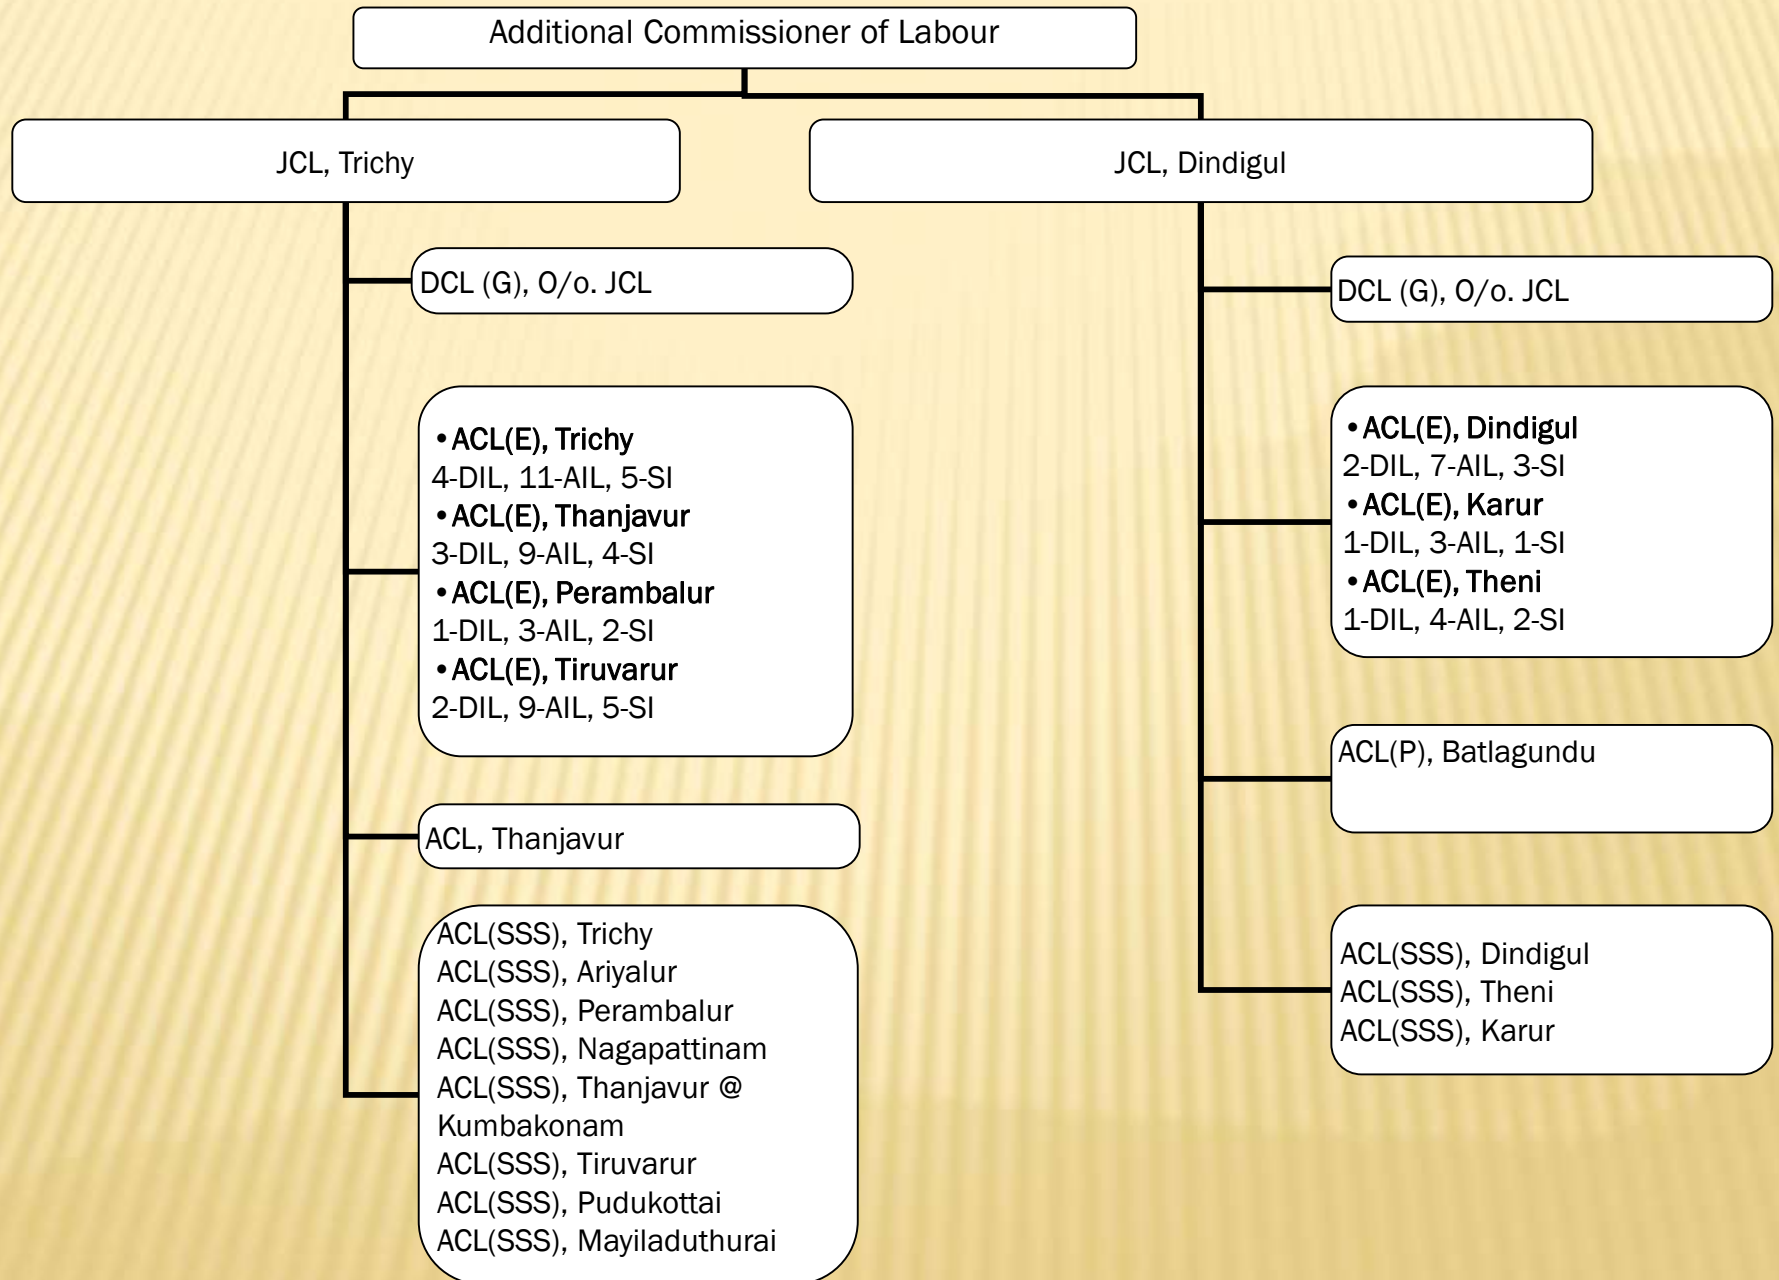 Additional Commissioner of Labour
JCL, Trichy
DCL (G), O/o. JCL
•ACL(E), Trichy
4-DIL, 11-AIL, 5-SI
•ACL(E), Thanjavur
3-DIL, 9-AIL, 4-SI
•ACL(E), Perambalur
1-DIL, 3-AIL, 2-SI
•ACL(E), Tiruvarur
2-DIL, 9-AIL, 5-SI
ACL, Thanjavur
ACL(SSS), Trichy
ACL(SSS), Ariyalur
ACL(SSS), Perambalur
ACL(SSS), Nagapattinam
ACL(SSS), Thanjavur @
Kumbakonam
ACL(SSS), Tiruvarur
ACL(SSS), Pudukottai
ACL(SSS), Mayiladuthurai
JCL, Dindigul
DCL (G), O/o. JCL
•ACL(E), Dindigul
2-DIL, 7-AIL, 3-SI
•ACL(E), Karur
1-DIL, 3-AIL, 1-SI
•ACL(E), Theni
1-DIL, 4-AIL, 2-SI
ACL(P), Batlagundu
ACL(SSS), Dindigul
ACL(SSS), Theni
ACL(SSS), Karur